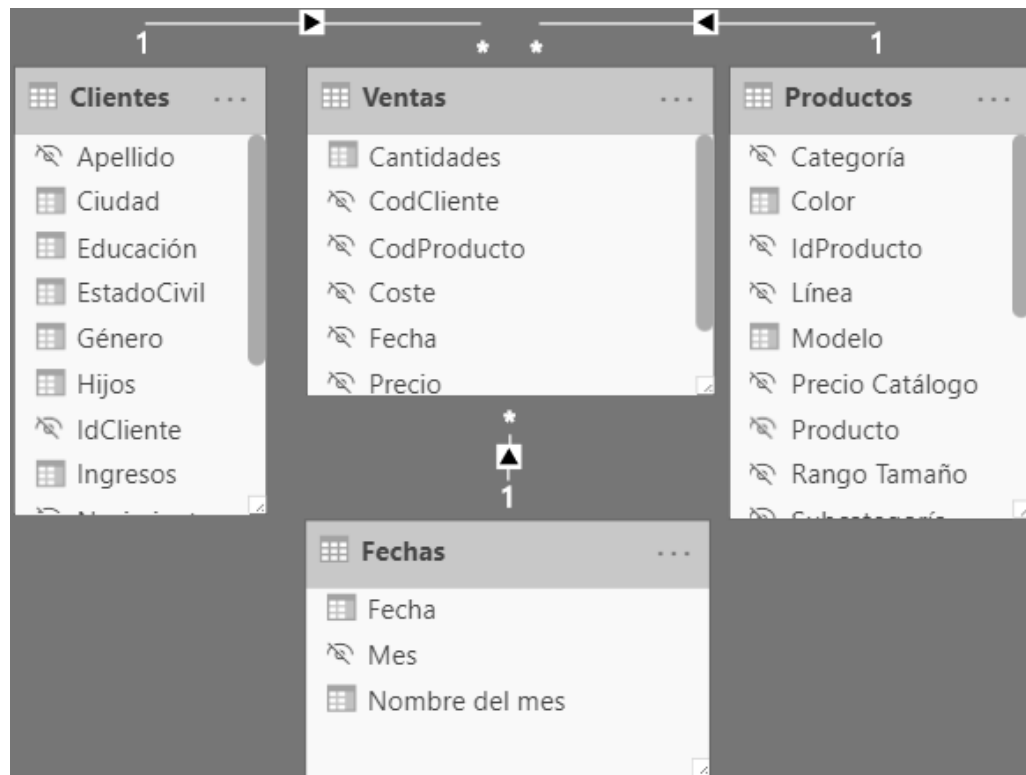 1
*
*
1
Clientes
Apellido
Ciudad
Educación
EstadoCivil
Género
Hijos
IdCliente
Ingresos
Ventas
Cantidades
CodCliente
CodProducto
Coste
Fecha
Precio
Productos
Categoría
Color
IdProducto
Línea
Modelo
Precio Catálogo
Producto
Rango Tamaño
*
1
Fechas
Fecha
Mes
Nombre del mes